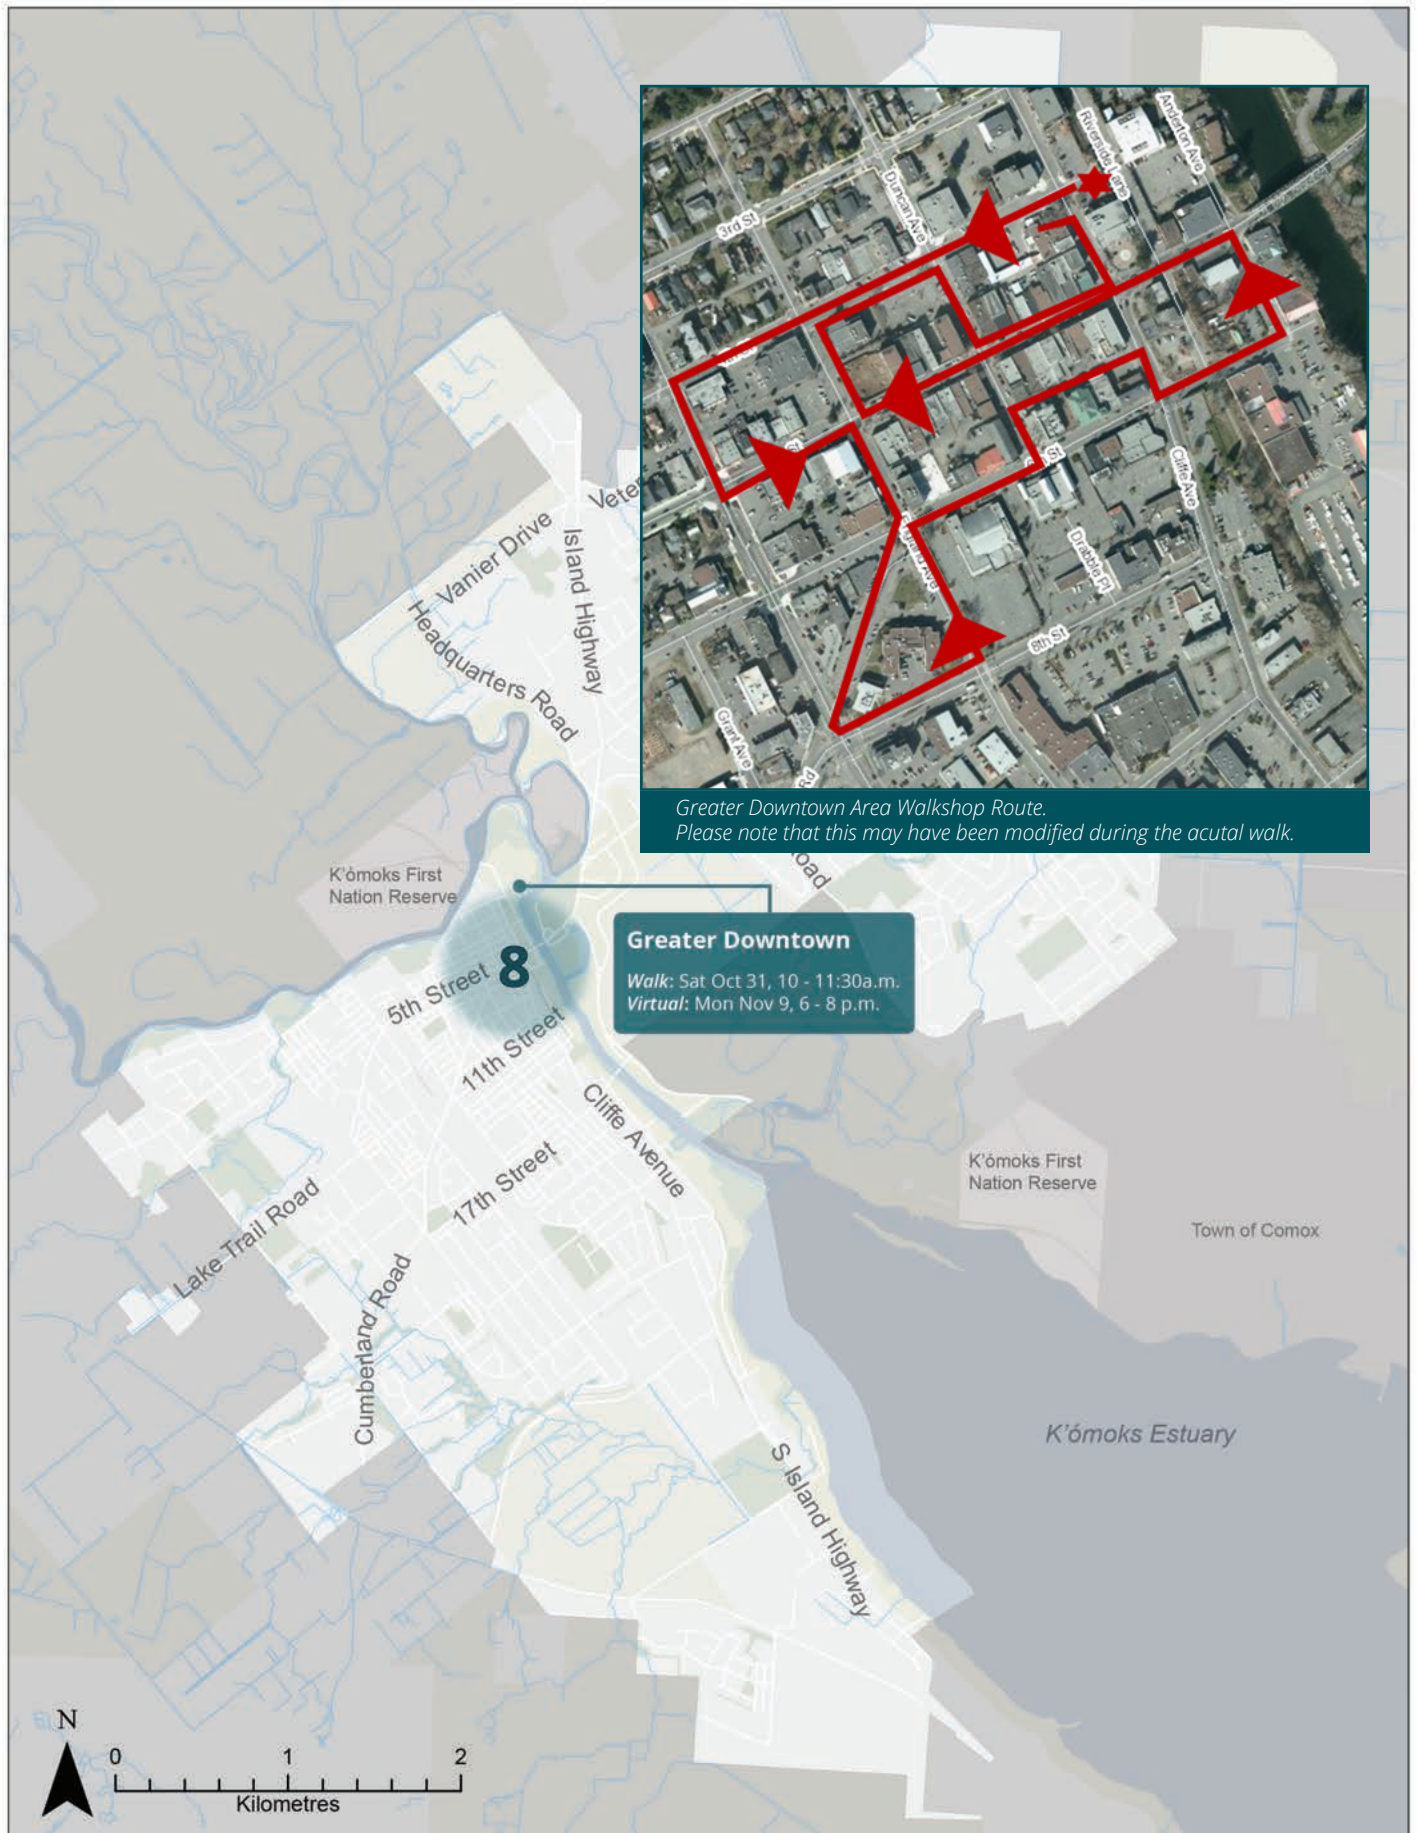 Riverside Lane
Anderton Ave
Duncan Ave
3rd St
England Ave
Cliffe Ave
Drabble Pl
8th St
Grant Ave
Rd
Greater Downtown Area Walkshop Route.
Please note that this may have been modified during the acutal walk.
Vanier Drive
Island Highway
Headquarters Road
K'ómoks First
Nation Reserve
Greater Downtown
Walk: Sat Oct 31, 10 - 11:30a.m.
Virtual: Mon Nov 9, 6 - 8 p.m.
8
5th Street
11th Street
Cliffe Avenue
17th Street
Lake Trail Road
Cumberland Road
K'ómoks First
Nation Reserve
Town of Comox
K'ómoks Estuary
S Island Highway
N
0 1 2
Kilometres